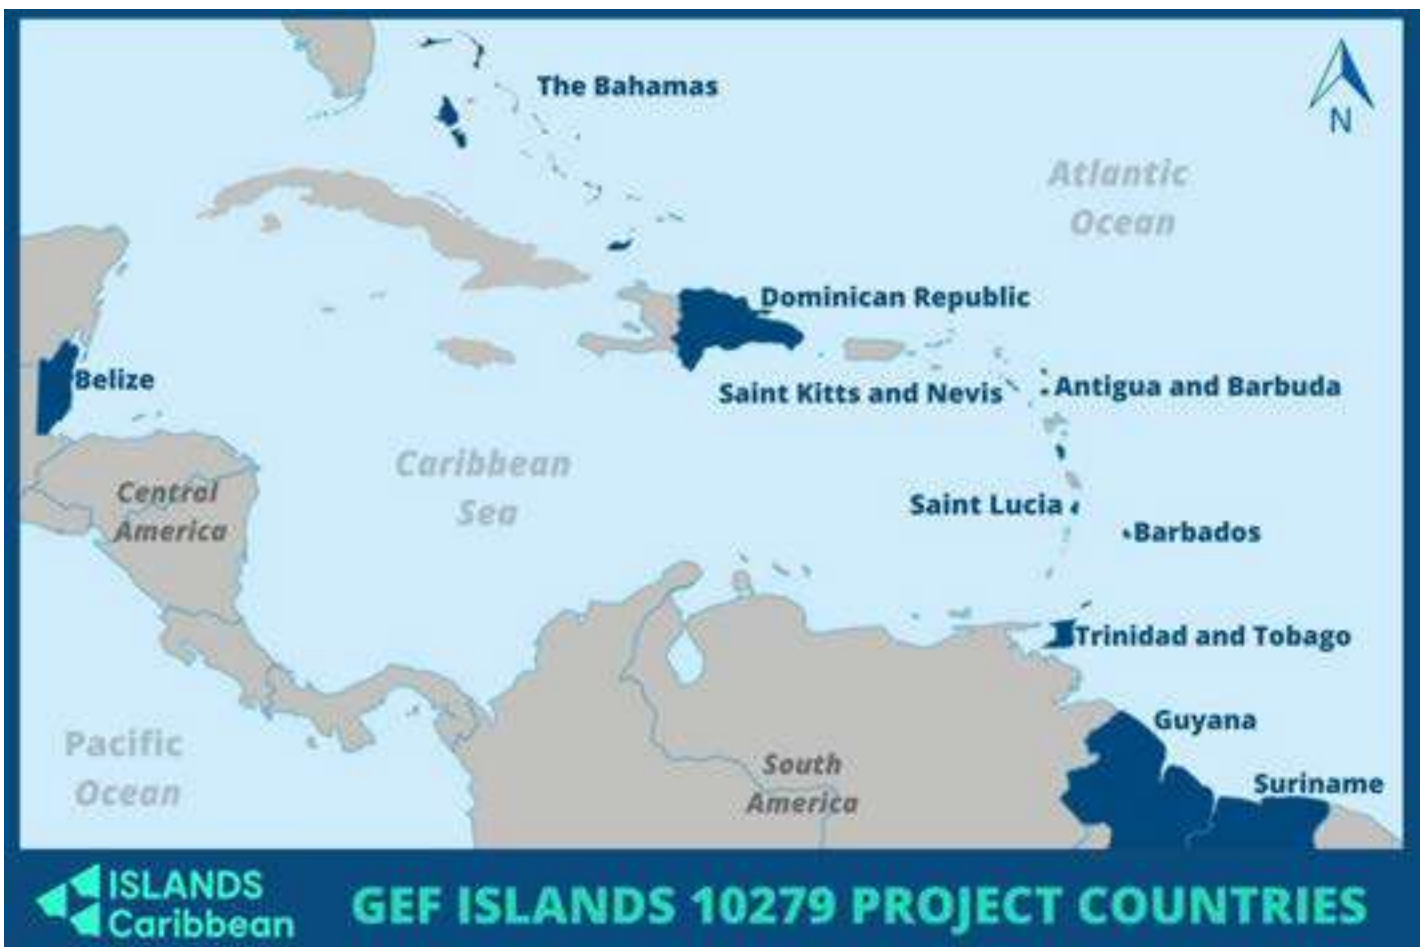 The Bahamas
N
Atlantic
Ocean
Dominican Republic
Belize
Saint Kitts and Nevis
Antigua and Barbuda
Caribbean
Sea
Central
America
Saint Lucia
Barbados
Trinidad and Tobago
Guyana
Pacific
Ocean
South
America
Suriname
ISLANDS
Caribbean
GEF ISLANDS 10279 PROJECT COUNTRIES